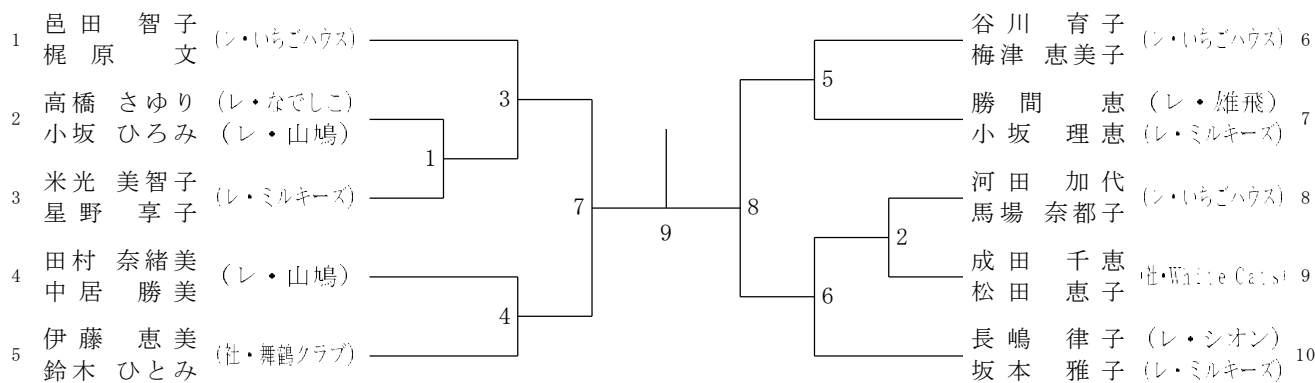 1 邑田 智子 (シ・いちごハウス)
梶原 文
2 高橋 さゆり (レ・なでしこ)
小坂 ひろみ (レ・山鳩)
3 米光 美智子 (レ・ミルキーズ)
星野 享子
4 田村 奈緒美 (レ・山鳩)
中居 勝美
5 伊藤 恵美 (社・舞鶴クラブ)
鈴木 ひとみ
3
1
7
4
9
8
5
2
6
谷川 育子 (シ・いちごハウス) 6
梅津 恵美子
勝間 恵 (レ・雄飛) 7
小坂 理恵 (レ・ミルキーズ)
河田 加代 (シ・いちごハウス) 8
馬場 奈都子
成田 千恵 (社・White Cats) 9
松田 恵子
長嶋 律子 (レ・シオン) 10
坂本 雅子 (レ・ミルキーズ)